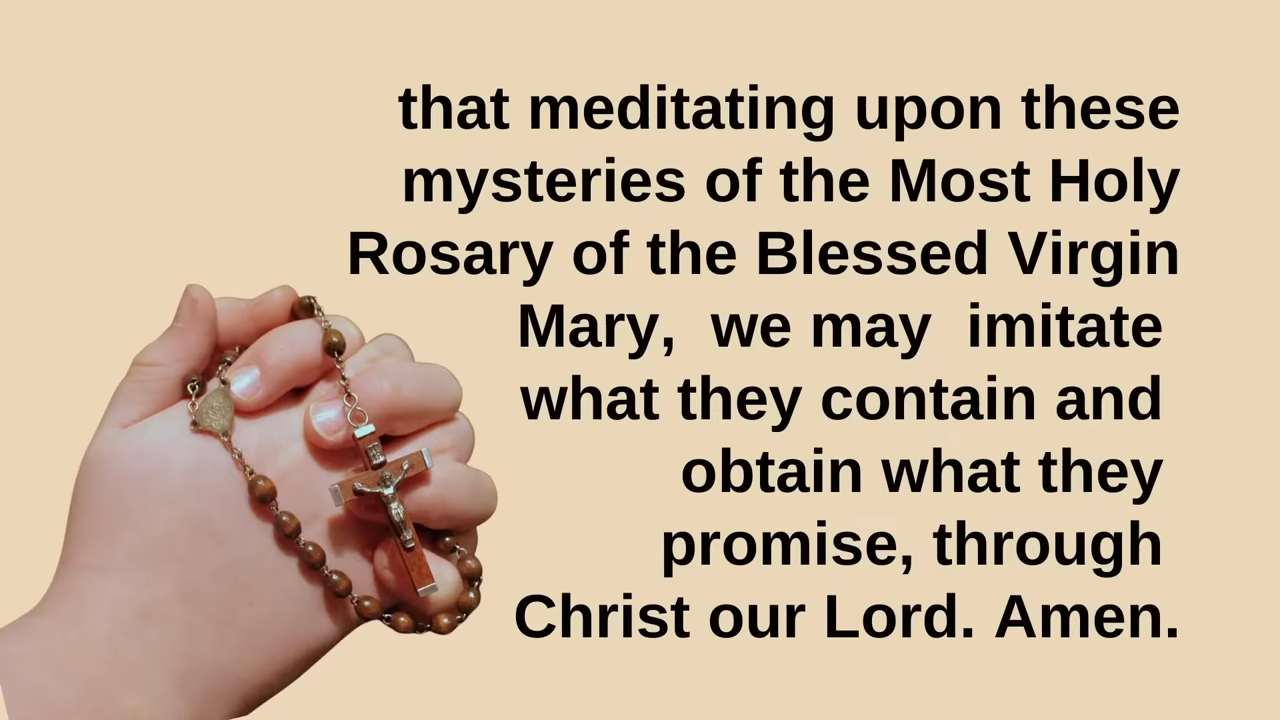 that meditating upon these
mysteries of the Most Holy
Rosary of the Blessed Virgin
Mary,  we may  imitate
what they contain and
obtain what they
promise, through
Christ our Lord. Amen.